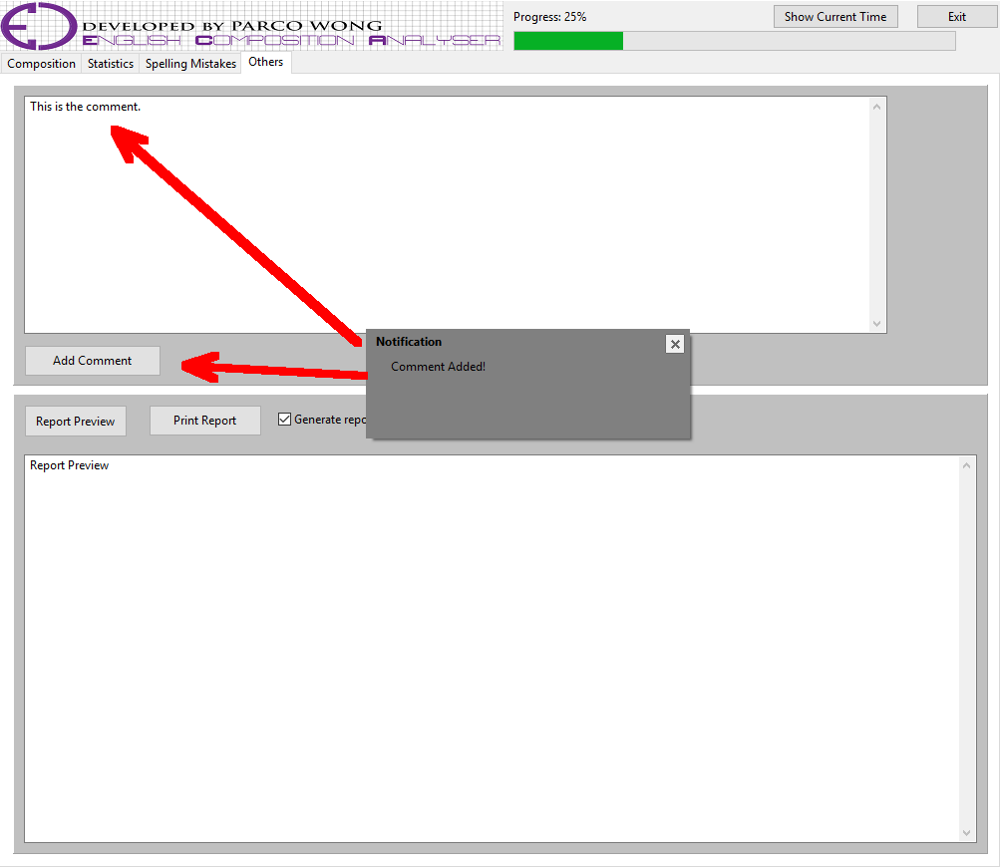 DEVELOPED BY PARCO WONG
ENGLISH COMPOSITION ANALYSER
Progress: 25%
Show Current Time
Exit
Composition
Statistics
Spelling Mistakes
Others
This is the comment.
Add Comment
Notification
Comment Added!
Report Preview
Print Report
Generate repo
Report Preview